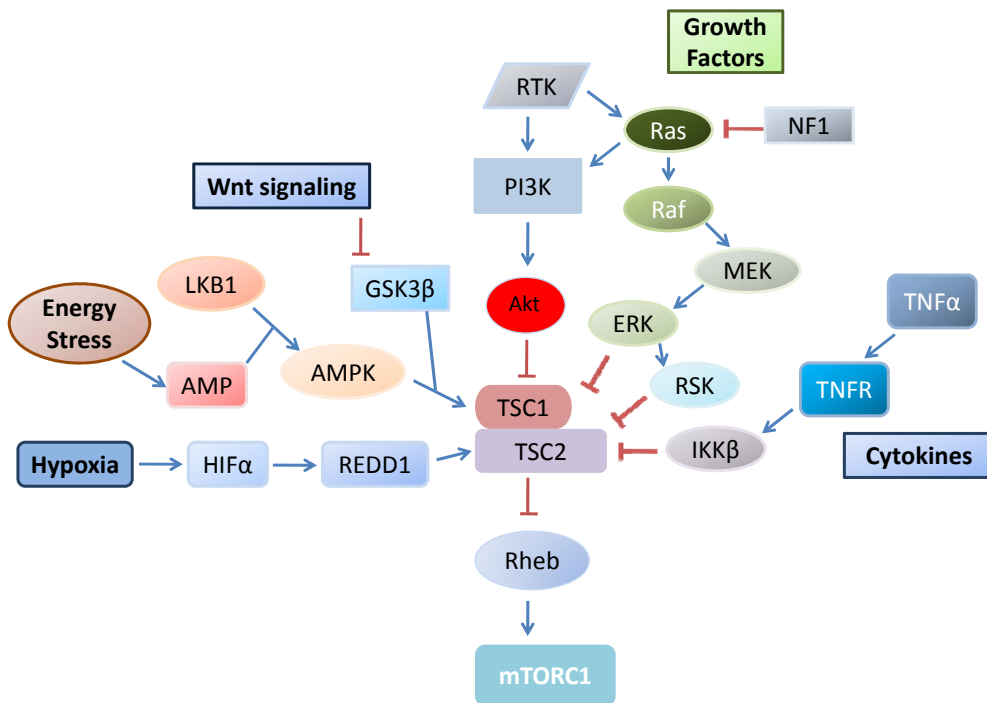 Growth
Factors
RTK
Ras
NF1
Wnt signaling
PI3K
Raf
LKB1
GSK3β
MEK
Energy
Stress
Akt
ERK
TNFα
AMP
AMPK
TSC1
RSK
TNFR
Hypoxia
HIFα
REDD1
TSC2
IKKβ
Cytokines
Rheb
mTORC1